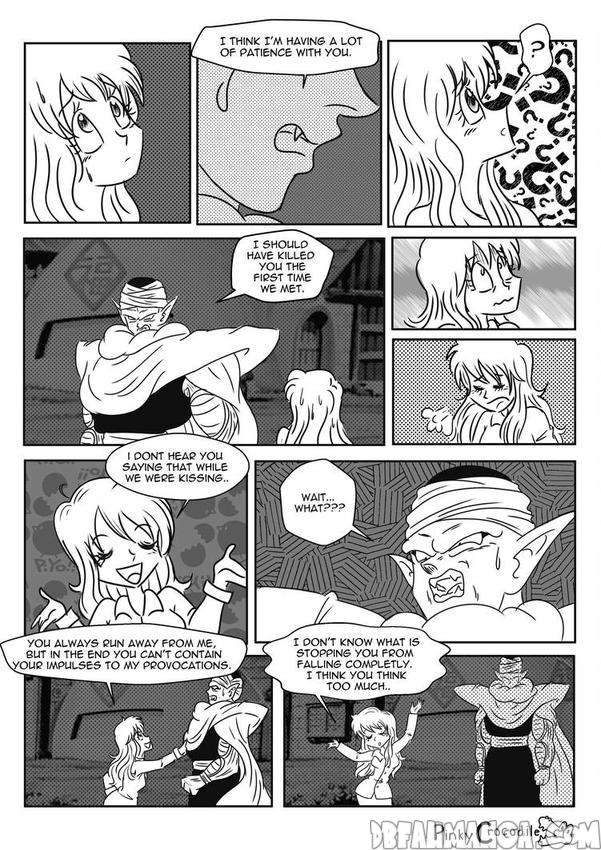 I THINK I'M HAVING A LOT
OF PATIENCE WITH YOU.
?
I SHOULD
HAVE KILLED
YOU THE
FIRST TIME
WE MET.
福
I DONT HEAR YOU
SAYING THAT WHILE
WE WERE KISSING..
WAIT...
WHAT???
YOU ALWAYS RUN AWAY FROM ME,
BUT IN THE END YOU CAN'T CONTAIN
YOUR IMPULSES TO MY PROVOCATIONS.
I DON'T KNOW WHAT IS
STOPPING YOU FROM
FALLING COMPLETLY.
I THINK YOU THINK
TOO MUCH..
Pinky Crocodile
DBFANMANGA.COM